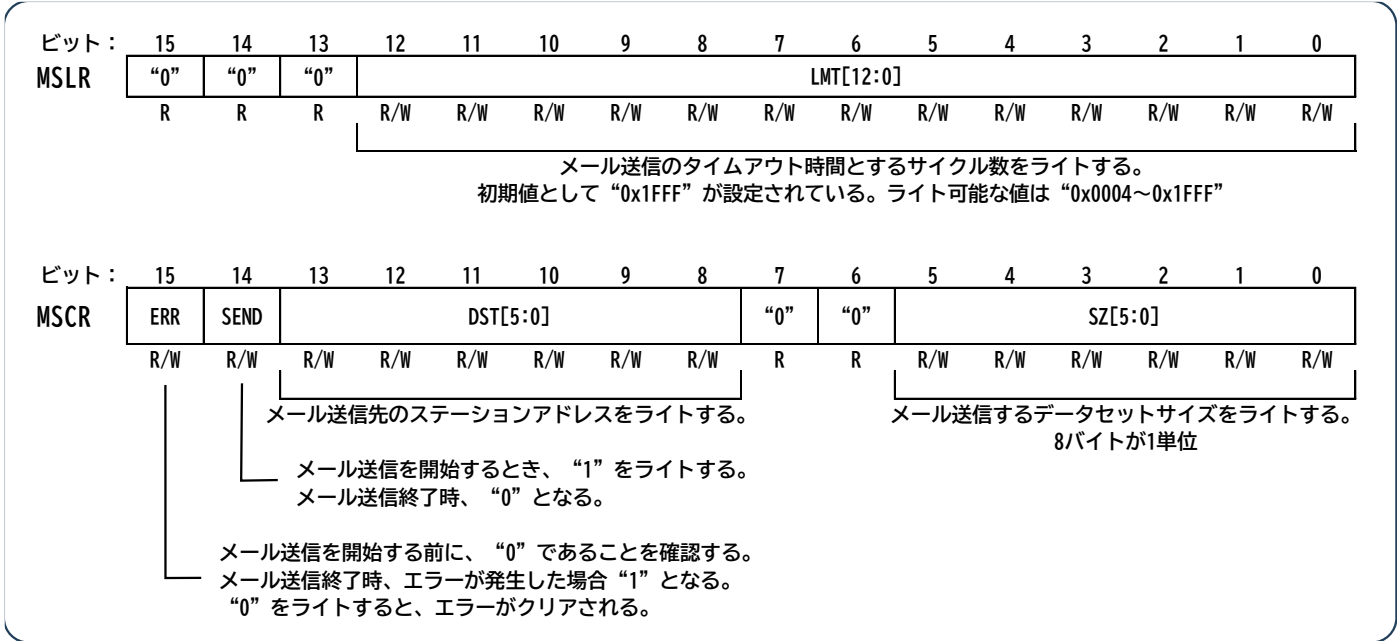 ビット： 15 14 13 12 11 10 9 8 7 6 5 4 3 2 1 0
MSLR “0” “0” “0” LMT[12:0]
R R R R/W R/W R/W R/W R/W R/W R/W R/W R/W R/W R/W R/W R/W
メール送信のタイムアウト時間とするサイクル数をライトする。
初期値として“0x1FFF”が設定されている。ライト可能な値は“0x0004～0x1FFF”
ビット： 15 14 13 12 11 10 9 8 7 6 5 4 3 2 1 0
MSCR ERR SEND DST[5:0] “0” “0” SZ[5:0]
R/W R/W R/W R/W R/W R/W R/W R/W R R R/W R/W R/W R/W R/W R/W
メール送信先のステーションアドレスをライトする。
メール送信するデータセットサイズをライトする。
8バイトが1単位
メール送信を開始するとき、“1”をライトする。
メール送信終了時、“0”となる。
メール送信を開始する前に、“0”であることを確認する。
メール送信終了時、エラーが発生した場合“1”となる。
“0”をライトすると、エラーがクリアされる。